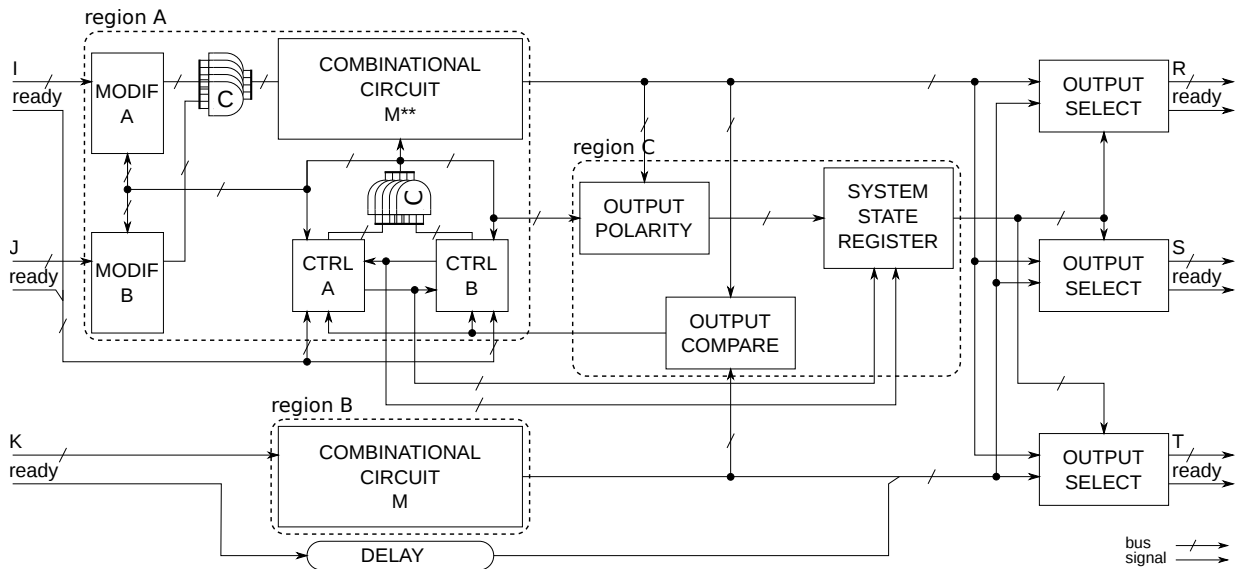 region A
I
ready
MODIF
A
C
COMBINATIONAL
CIRCUIT
M**
OUTPUT
SELECT
R
ready
region C
C
OUTPUT
POLARITY
SYSTEM
STATE
REGISTER
J
ready
MODIF
B
CTRL
A
CTRL
B
OUTPUT
SELECT
S
ready
OUTPUT
COMPARE
region B
K
ready
COMBINATIONAL
CIRCUIT
M
OUTPUT
SELECT
T
ready
DELAY
bus
signal